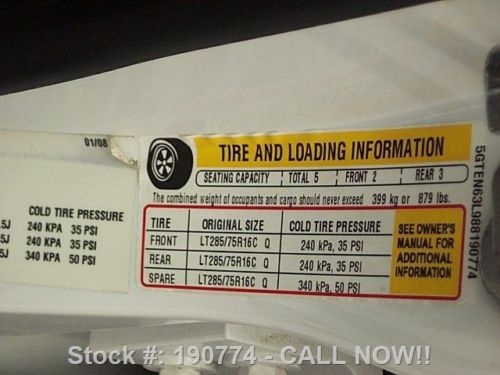 01/08
COLD TIRE PRESSURE
5J 240 KPA 35 PSI
5J 240 KPA 35 PSI
5J 340 KPA 50 PSI
TIRE AND LOADING INFORMATION
SEATING CAPACITY TOTAL 5 FRONT 2 REAR 3
The combined weight of occupants and cargo should never exceed 399 kg or 879 lbs.
TIRE ORIGINAL SIZE COLD TIRE PRESSURE
FRONT LT285/75R16C Q 240 kPa, 35 PSI
REAR LT285/75R16C Q 240 kPa, 35 PSI
SPARE LT285/75R16C Q 340 kPa, 50 PSI
SEE OWNER'S
MANUAL FOR
ADDITIONAL
INFORMATION
5GTEN63L988190774
Stock #: 190774 - CALL NOW!!